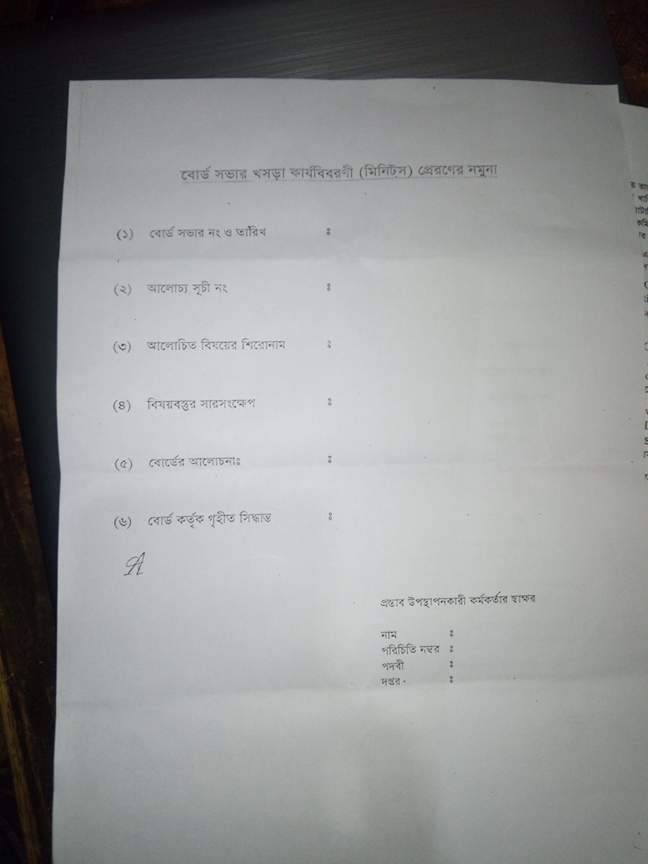 বোর্ড সভার খসড়া কার্যবিবরণী (মিনিটস) প্রেরণের নমুনা
(১) বোর্ড সভার নং ও তারিখ ঃ
(২) আলোচ্য সূচী নং ঃ
(৩) আলোচিত বিষয়ের শিরোনাম ঃ
(৪) বিষয়বস্তুর সারসংক্ষেপ ঃ
(৫) বোর্ডের আলোচনাঃ ঃ
(৬) বোর্ড কর্তৃক গৃহীত সিদ্ধান্ত ঃ
প্রস্তাব উপস্থাপনকারী কর্মকর্তার স্বাক্ষর
নাম ঃ
পরিচিতি নম্বর ঃ
পদবী ঃ
দপ্তর - ঃ